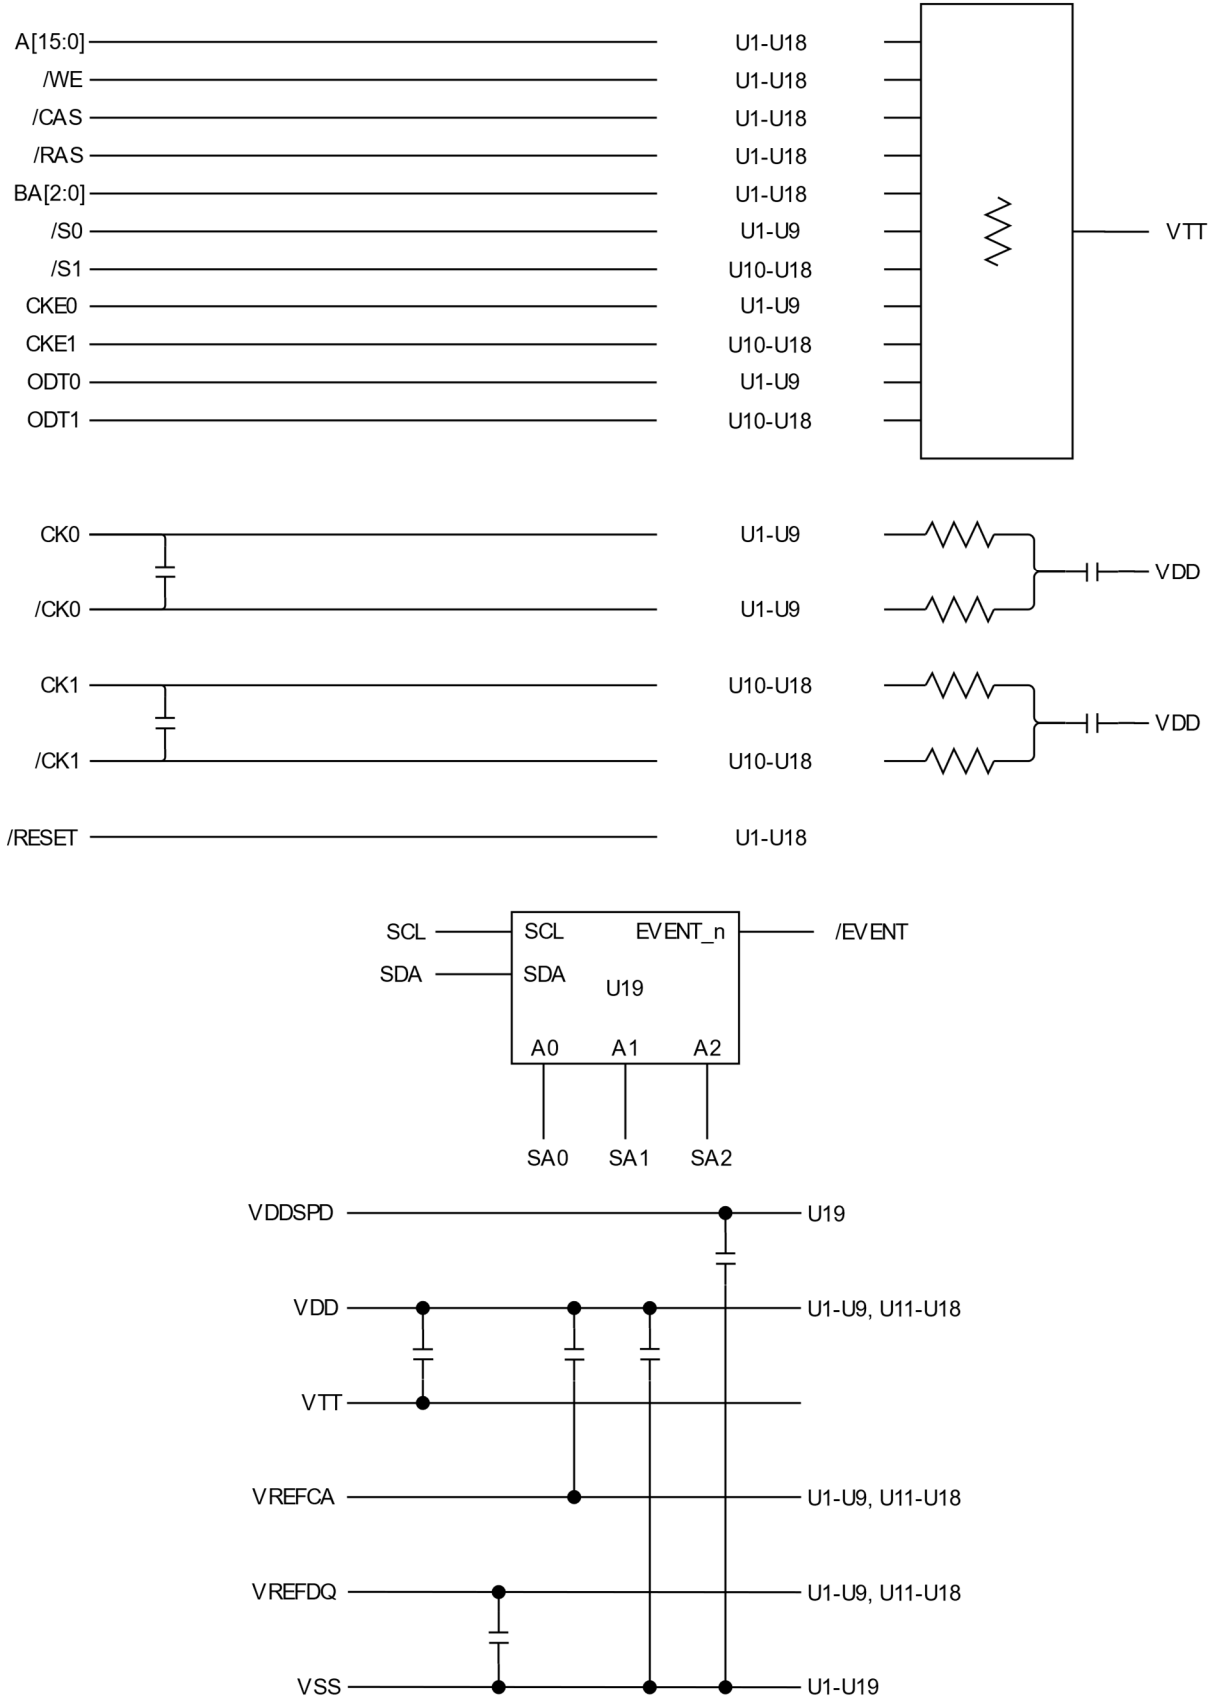 A[15:0] U1-U18
/WE U1-U18
/CAS U1-U18
/RAS U1-U18
BA[2:0] U1-U18
/S0 U1-U9 VTT
/S1 U10-U18
CKE0 U1-U9
CKE1 U10-U18
ODT0 U1-U9
ODT1 U10-U18
CK0 U1-U9
VDD
/CK0 U1-U9
CK1 U10-U18
VDD
/CK1 U10-U18
/RESET U1-U18
SCL SCL EVENT_n /EVENT
SDA SDA
U19
A0 A1 A2
SA0 SA1 SA2
VDDSPD U19
VDD U1-U9, U11-U18
VTT
VREFCA U1-U9, U11-U18
VREFDQ U1-U9, U11-U18
VSS U1-U19